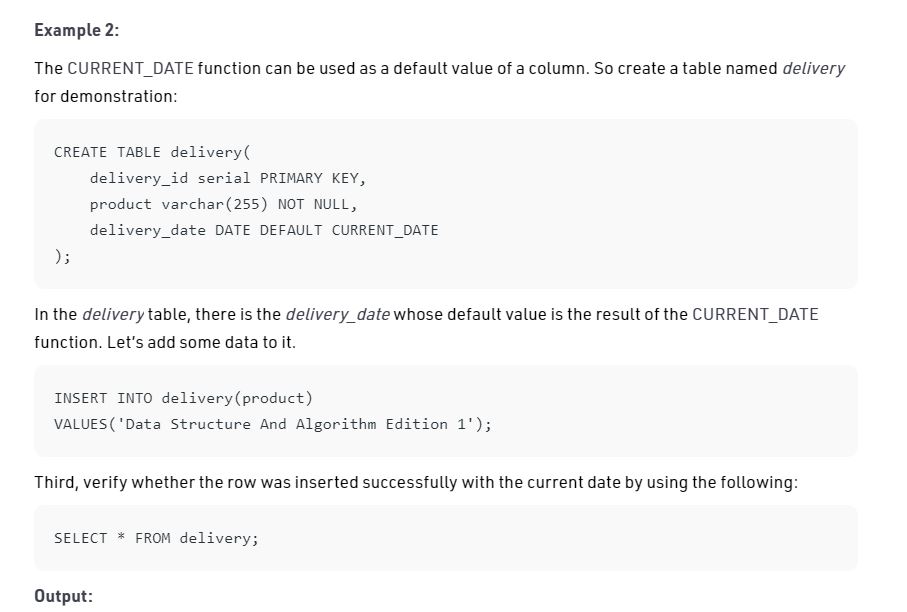 Example 2:
The CURRENT_DATE function can be used as a default value of a column. So create a table named delivery
for demonstration:
CREATE TABLE delivery(
    delivery_id serial PRIMARY KEY,
    product varchar(255) NOT NULL,
    delivery_date DATE DEFAULT CURRENT_DATE
);
In the delivery table, there is the delivery_date whose default value is the result of the CURRENT_DATE
function. Let’s add some data to it.
INSERT INTO delivery(product)
VALUES('Data Structure And Algorithm Edition 1');
Third, verify whether the row was inserted successfully with the current date by using the following:
SELECT * FROM delivery;
Output: